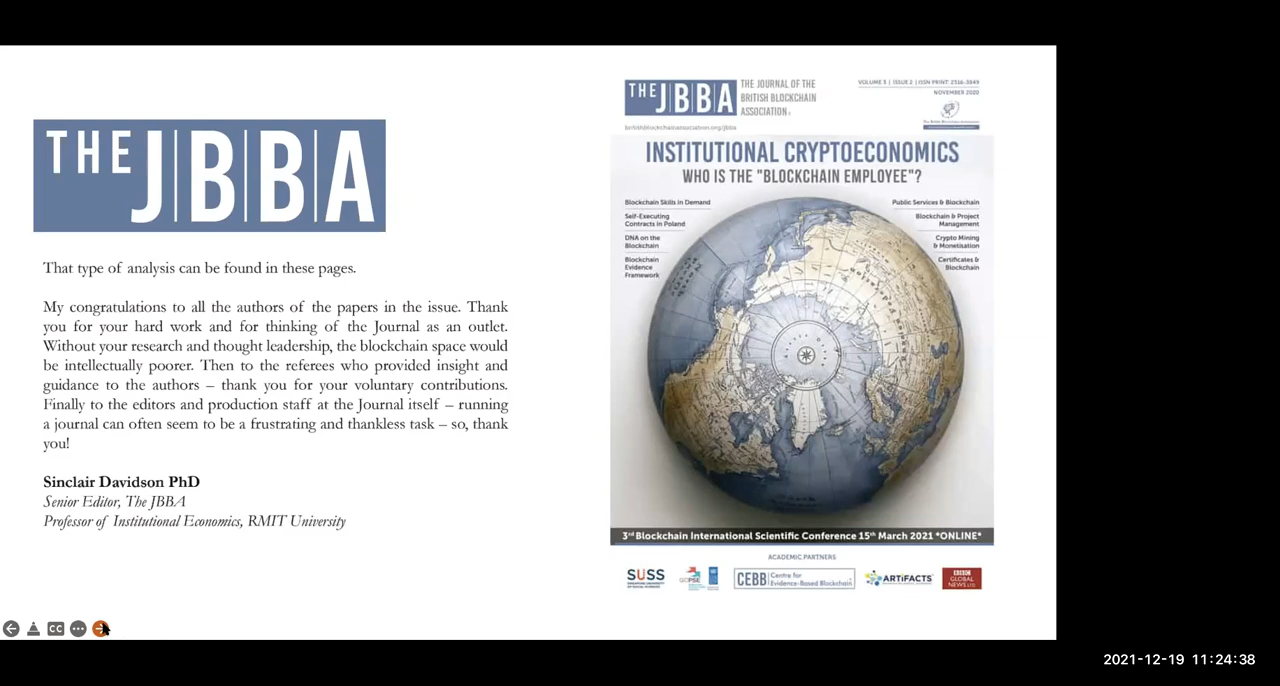 THE JBBA
That type of analysis can be found in these pages.
My congratulations to all the authors of the papers in the issue. Thank
you for your hard work and for thinking of the Journal as an outlet.
Without your research and thought leadership, the blockchain space would
be intellectually poorer. Then to the referees who provided insight and
guidance to the authors – thank you for your voluntary contributions.
Finally to the editors and production staff at the Journal itself – running
a journal can often seem to be a frustrating and thankless task – so, thank
you!
Sinclair Davidson PhD
Senior Editor, The JBBA
Professor of Institutional Economics, RMIT University
CC
THE JBBA
THE JOURNAL OF THE
BRITISH BLOCKCHAIN
ASSOCIATION
britishblockchainassociation.org/jbba
NOVEMBER 2020
INSTITUTIONAL CRYPTOECONOMICS
WHO IS THE "BLOCKCHAIN EMPLOYEE"?
Blockchain Skills in Demand
Self-Executing
Contracts in Poland
DNA on the
Blockchain
Blockchain
Evidence
Framework
Public Services & Blockchain
Blockchain & Project
Management
Crypto Mining
& Monetisation
Certificates &
Blockchain
3rd Blockchain International Scientific Conference 15th March 2021 *ONLINE*
ACADEMIC PARTNERS
SUSS
CEBB Centre for
Evidence-Based Blockchain
ARTiFACTS
BBC
GLOBAL
NEWS LTD
2021-12-19 11:24:38